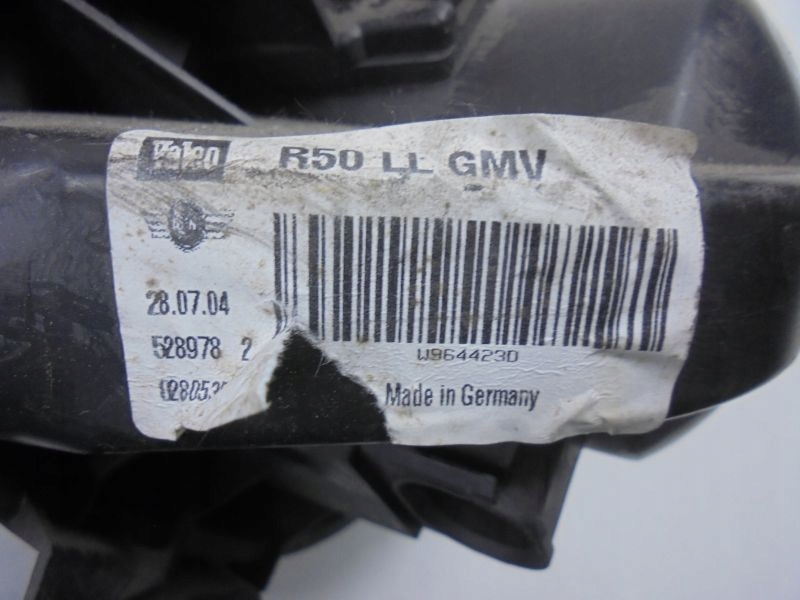 Valeo
R50 LL GMV
28.07.04
528978 2
W964423D
Made in Germany